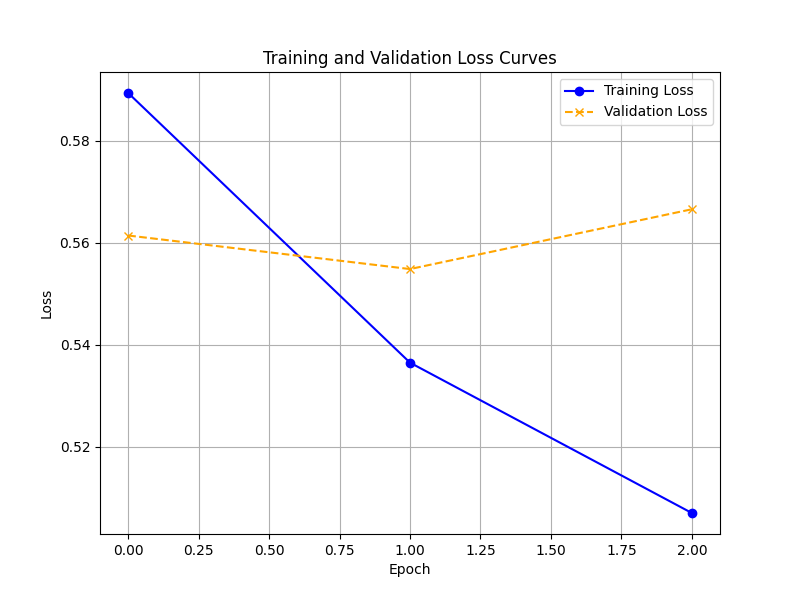 Training and Validation Loss Curves
Training Loss
Validation Loss
0.58
0.56
0.54
0.52
Loss
0.00 0.25 0.50 0.75 1.00 1.25 1.50 1.75 2.00
Epoch